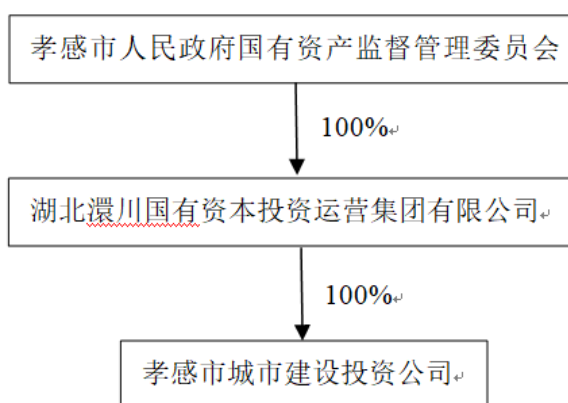 孝感市人民政府国有资产监督管理委员会
100%
湖北澴川国有资本投资运营集团有限公司
100%
孝感市城市建设投资公司